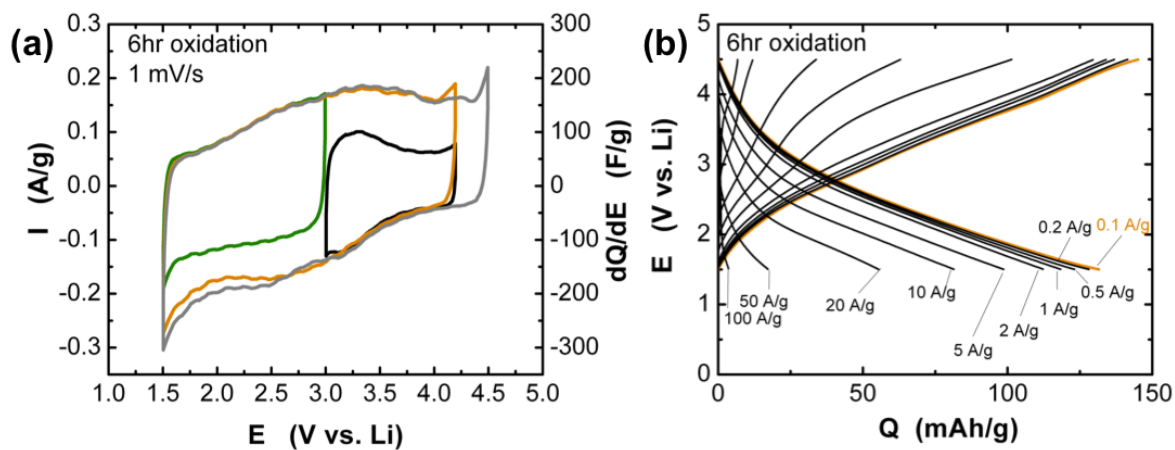 (a)
6hr oxidation
1 mV/s
0.3
0.2
0.1
0.0
-0.1
-0.2
-0.3
I (A/g)
300
200
100
0
-100
-200
-300
dQ/dE (F/g)
1.0 1.5 2.0 2.5 3.0 3.5 4.0 4.5 5.0
E (V vs. Li)
(b)
6hr oxidation
5
4
3
2
1
0
E (V vs. Li)
0.2 A/g 0.1 A/g
50 A/g 20 A/g 10 A/g 1 A/g 0.5 A/g
100 A/g
5 A/g 2 A/g
0 50 100 150
Q (mAh/g)